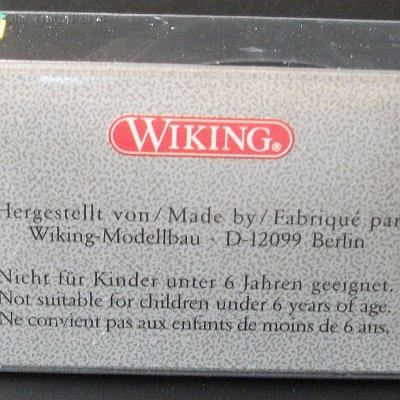 WIKING®
Hergestellt von/Made by/Fabriqué par
Wiking-Modellbau · D-12099 Berlin
Nicht für Kinder unter 6 Jahren geeignet.
Not suitable for children under 6 years of age.
Ne convient pas aux enfants de moins de 6 ans.